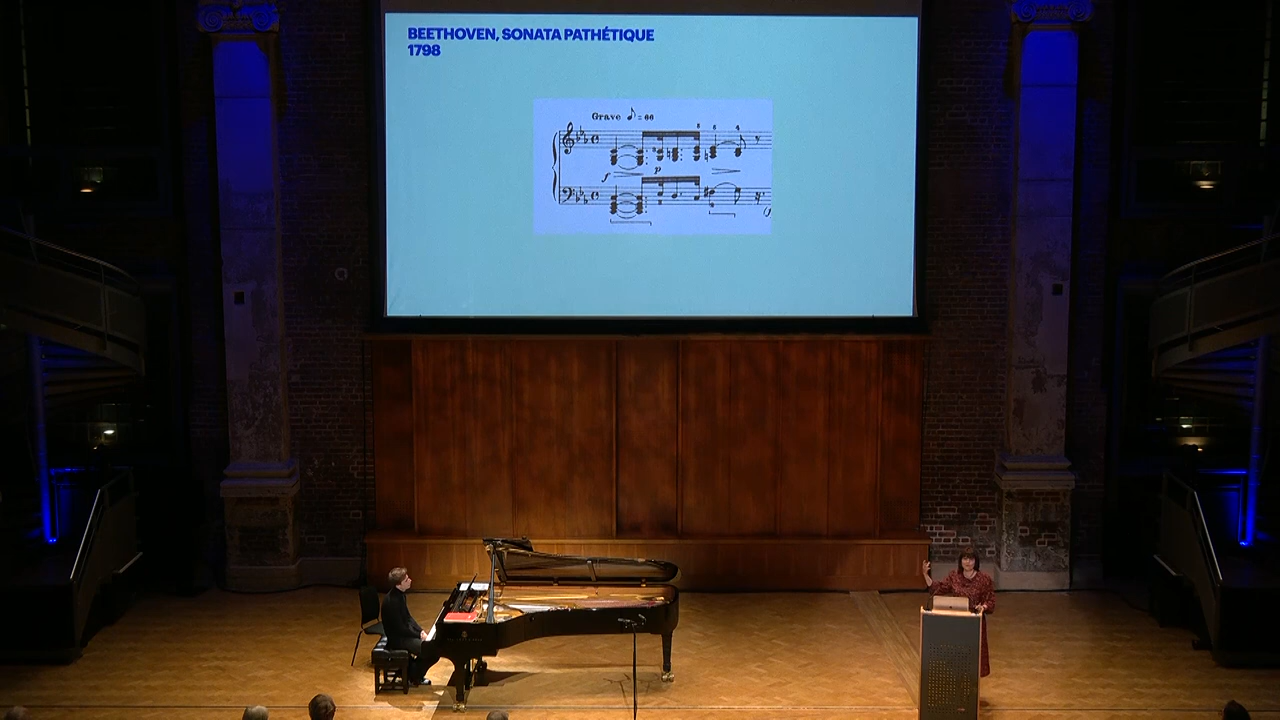 BEETHOVEN, SONATA PATHÉTIQUE
1798
Grave ♪ = 66
f p